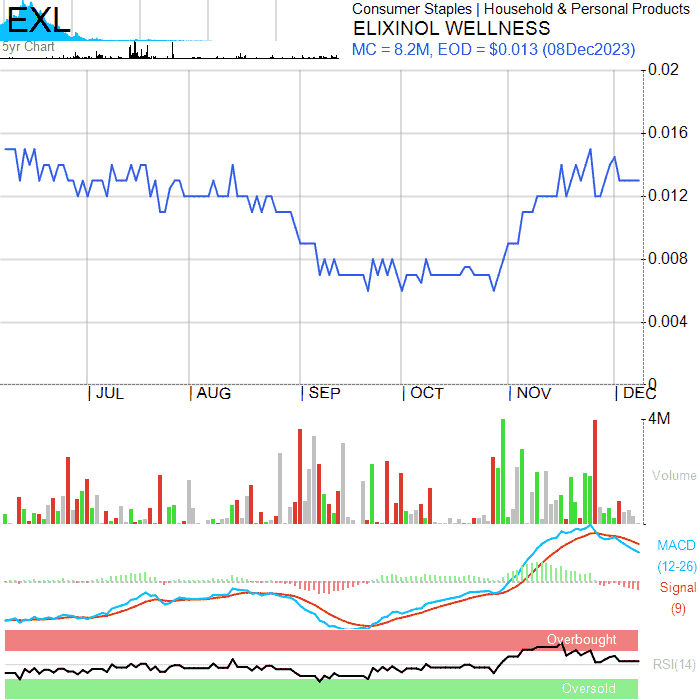 EXL
5yr Chart
Consumer Staples | Household & Personal Products
ELIXINOL WELLNESS
MC = 8.2M, EOD = $0.013 (08Dec2023)
0.02
0.016
0.012
0.008
0.004
0
JUL AUG SEP OCT NOV DEC
4M
Volume
MACD
(12-26)
Signal
(9)
Overbought
RSI(14)
Oversold